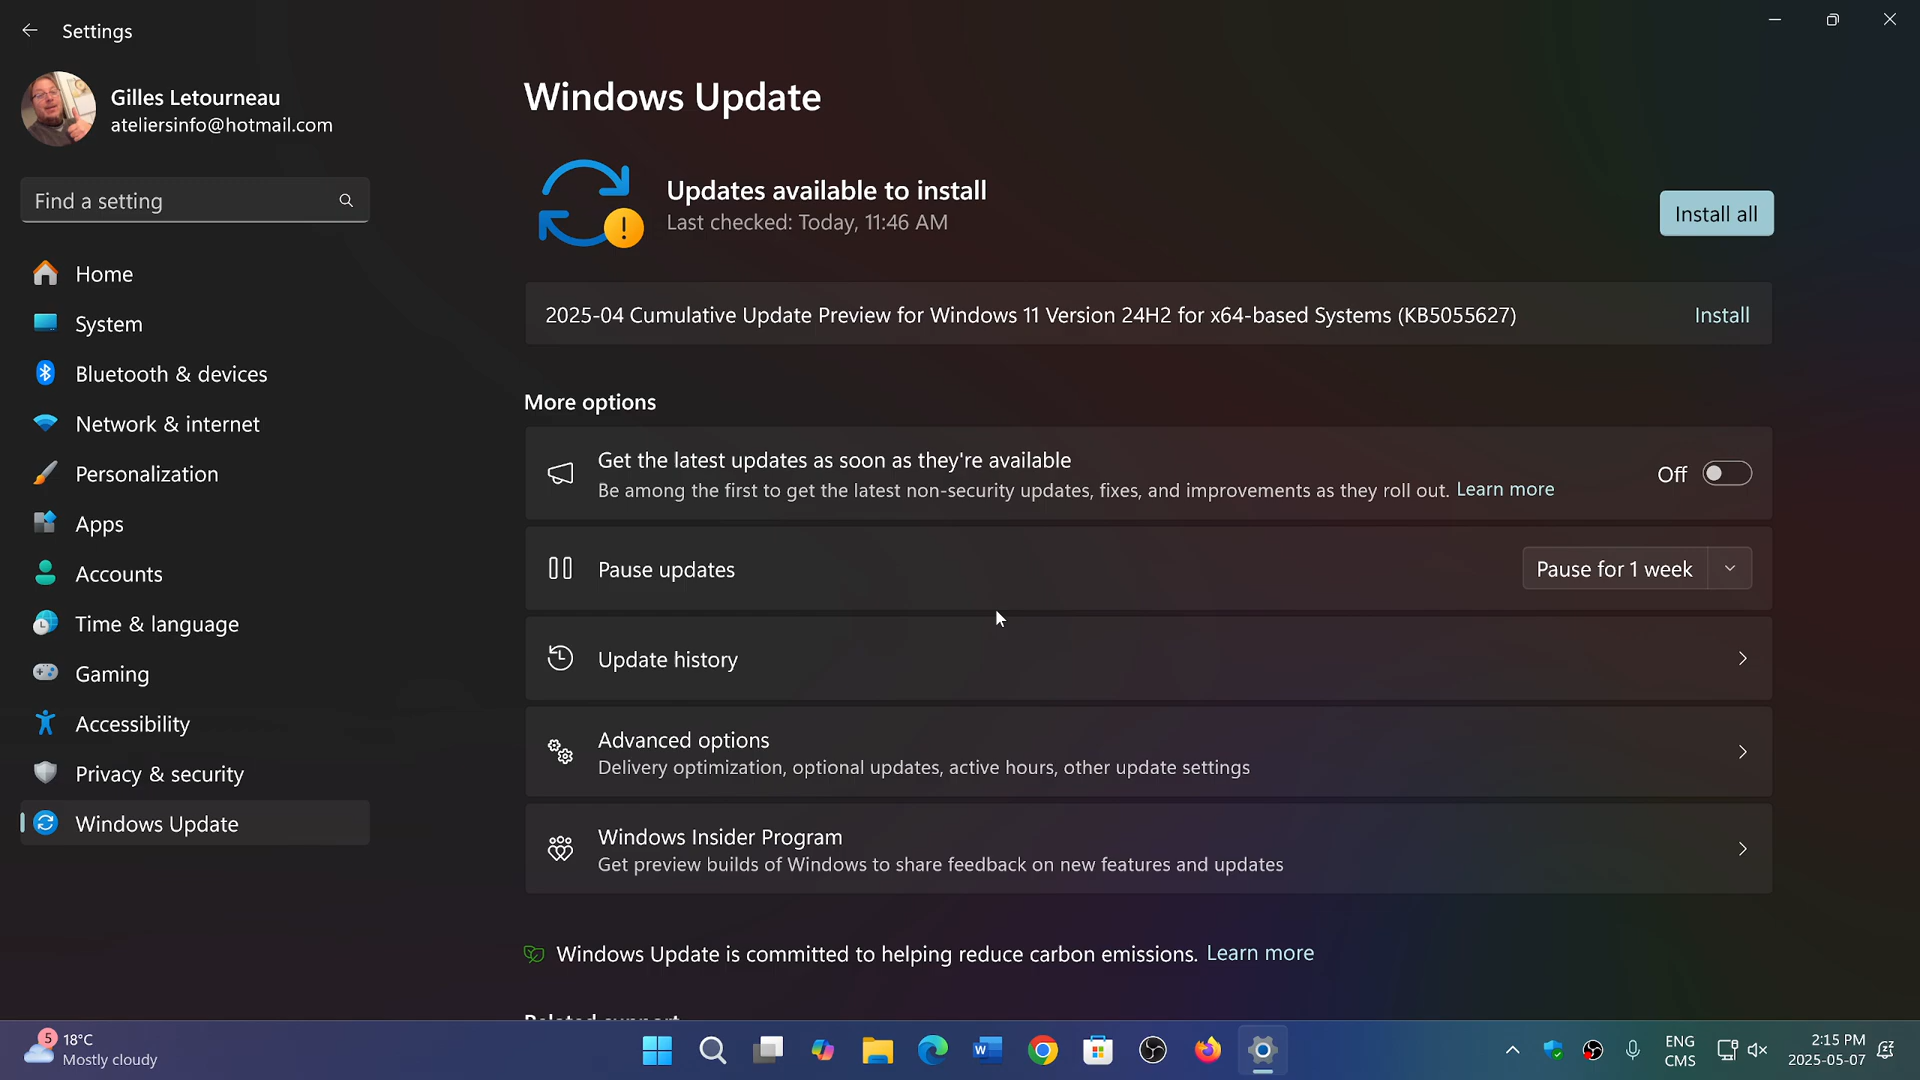 Settings
Gilles Letourneau
ateliersinfo@hotmail.com
Find a setting
Home
System
Bluetooth & devices
Network & internet
Personalization
Apps
Accounts
Time & language
Gaming
Accessibility
Privacy & security
Windows Update
Windows Update
Updates available to install
Last checked: Today, 11:46 AM
Install all
2025-04 Cumulative Update Preview for Windows 11 Version 24H2 for x64-based Systems (KB5055627)
Install
More options
Get the latest updates as soon as they're available
Be among the first to get the latest non-security updates, fixes, and improvements as they roll out. Learn more
Off
Pause updates
Pause for 1 week
Update history
Advanced options
Delivery optimization, optional updates, active hours, other update settings
Windows Insider Program
Get preview builds of Windows to share feedback on new features and updates
Windows Update is committed to helping reduce carbon emissions. Learn more
Related support
5
18°C
Mostly cloudy
W
ENG
CMS
2:15 PM
2025-05-07